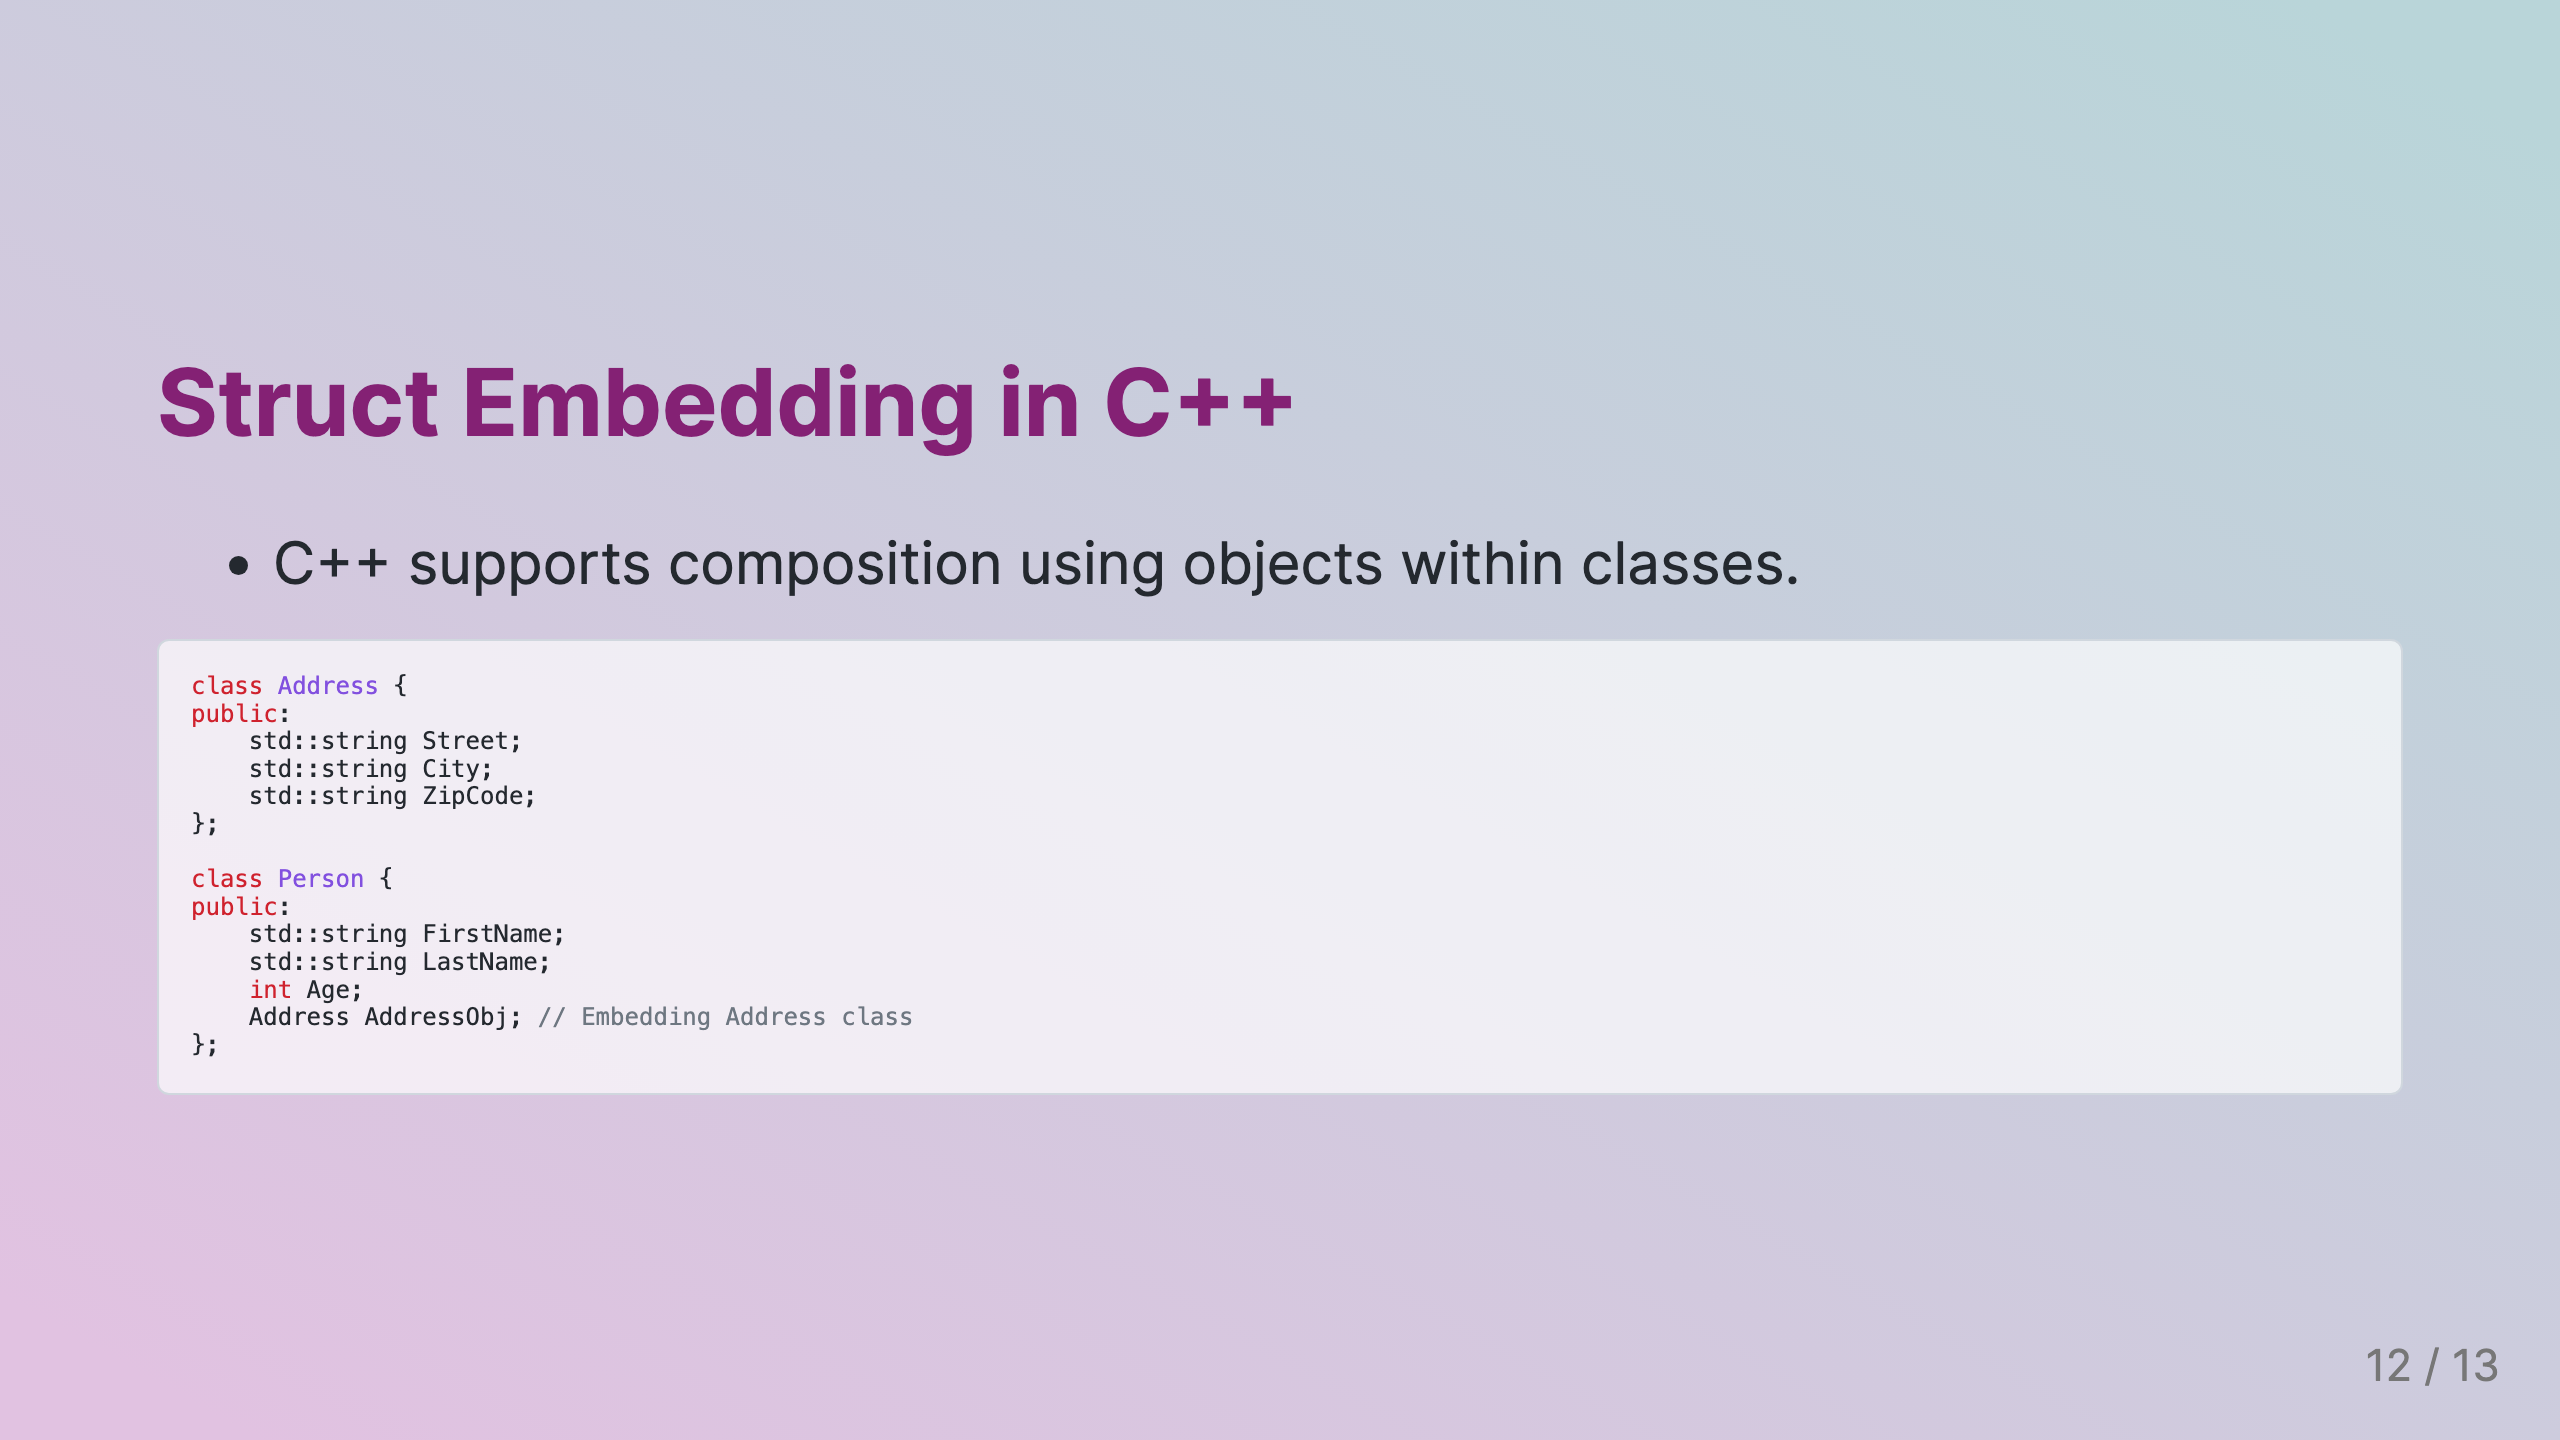 Struct Embedding in C++
• C++ supports composition using objects within classes.
class Address {
public:
    std::string Street;
    std::string City;
    std::string ZipCode;
};

class Person {
public:
    std::string FirstName;
    std::string LastName;
    int Age;
    Address AddressObj; // Embedding Address class
};
12 / 13